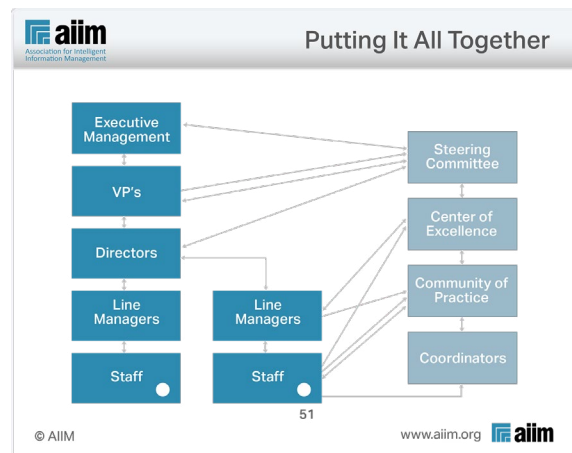 aiim
Association for Intelligent
Information Management
Putting It All Together
Executive
Management
VP's
Directors
Line
Managers
Staff
Line
Managers
Staff
Steering
Committee
Center of
Excellence
Community of
Practice
Coordinators
51
© AIIM
www.aiim.org
aiim